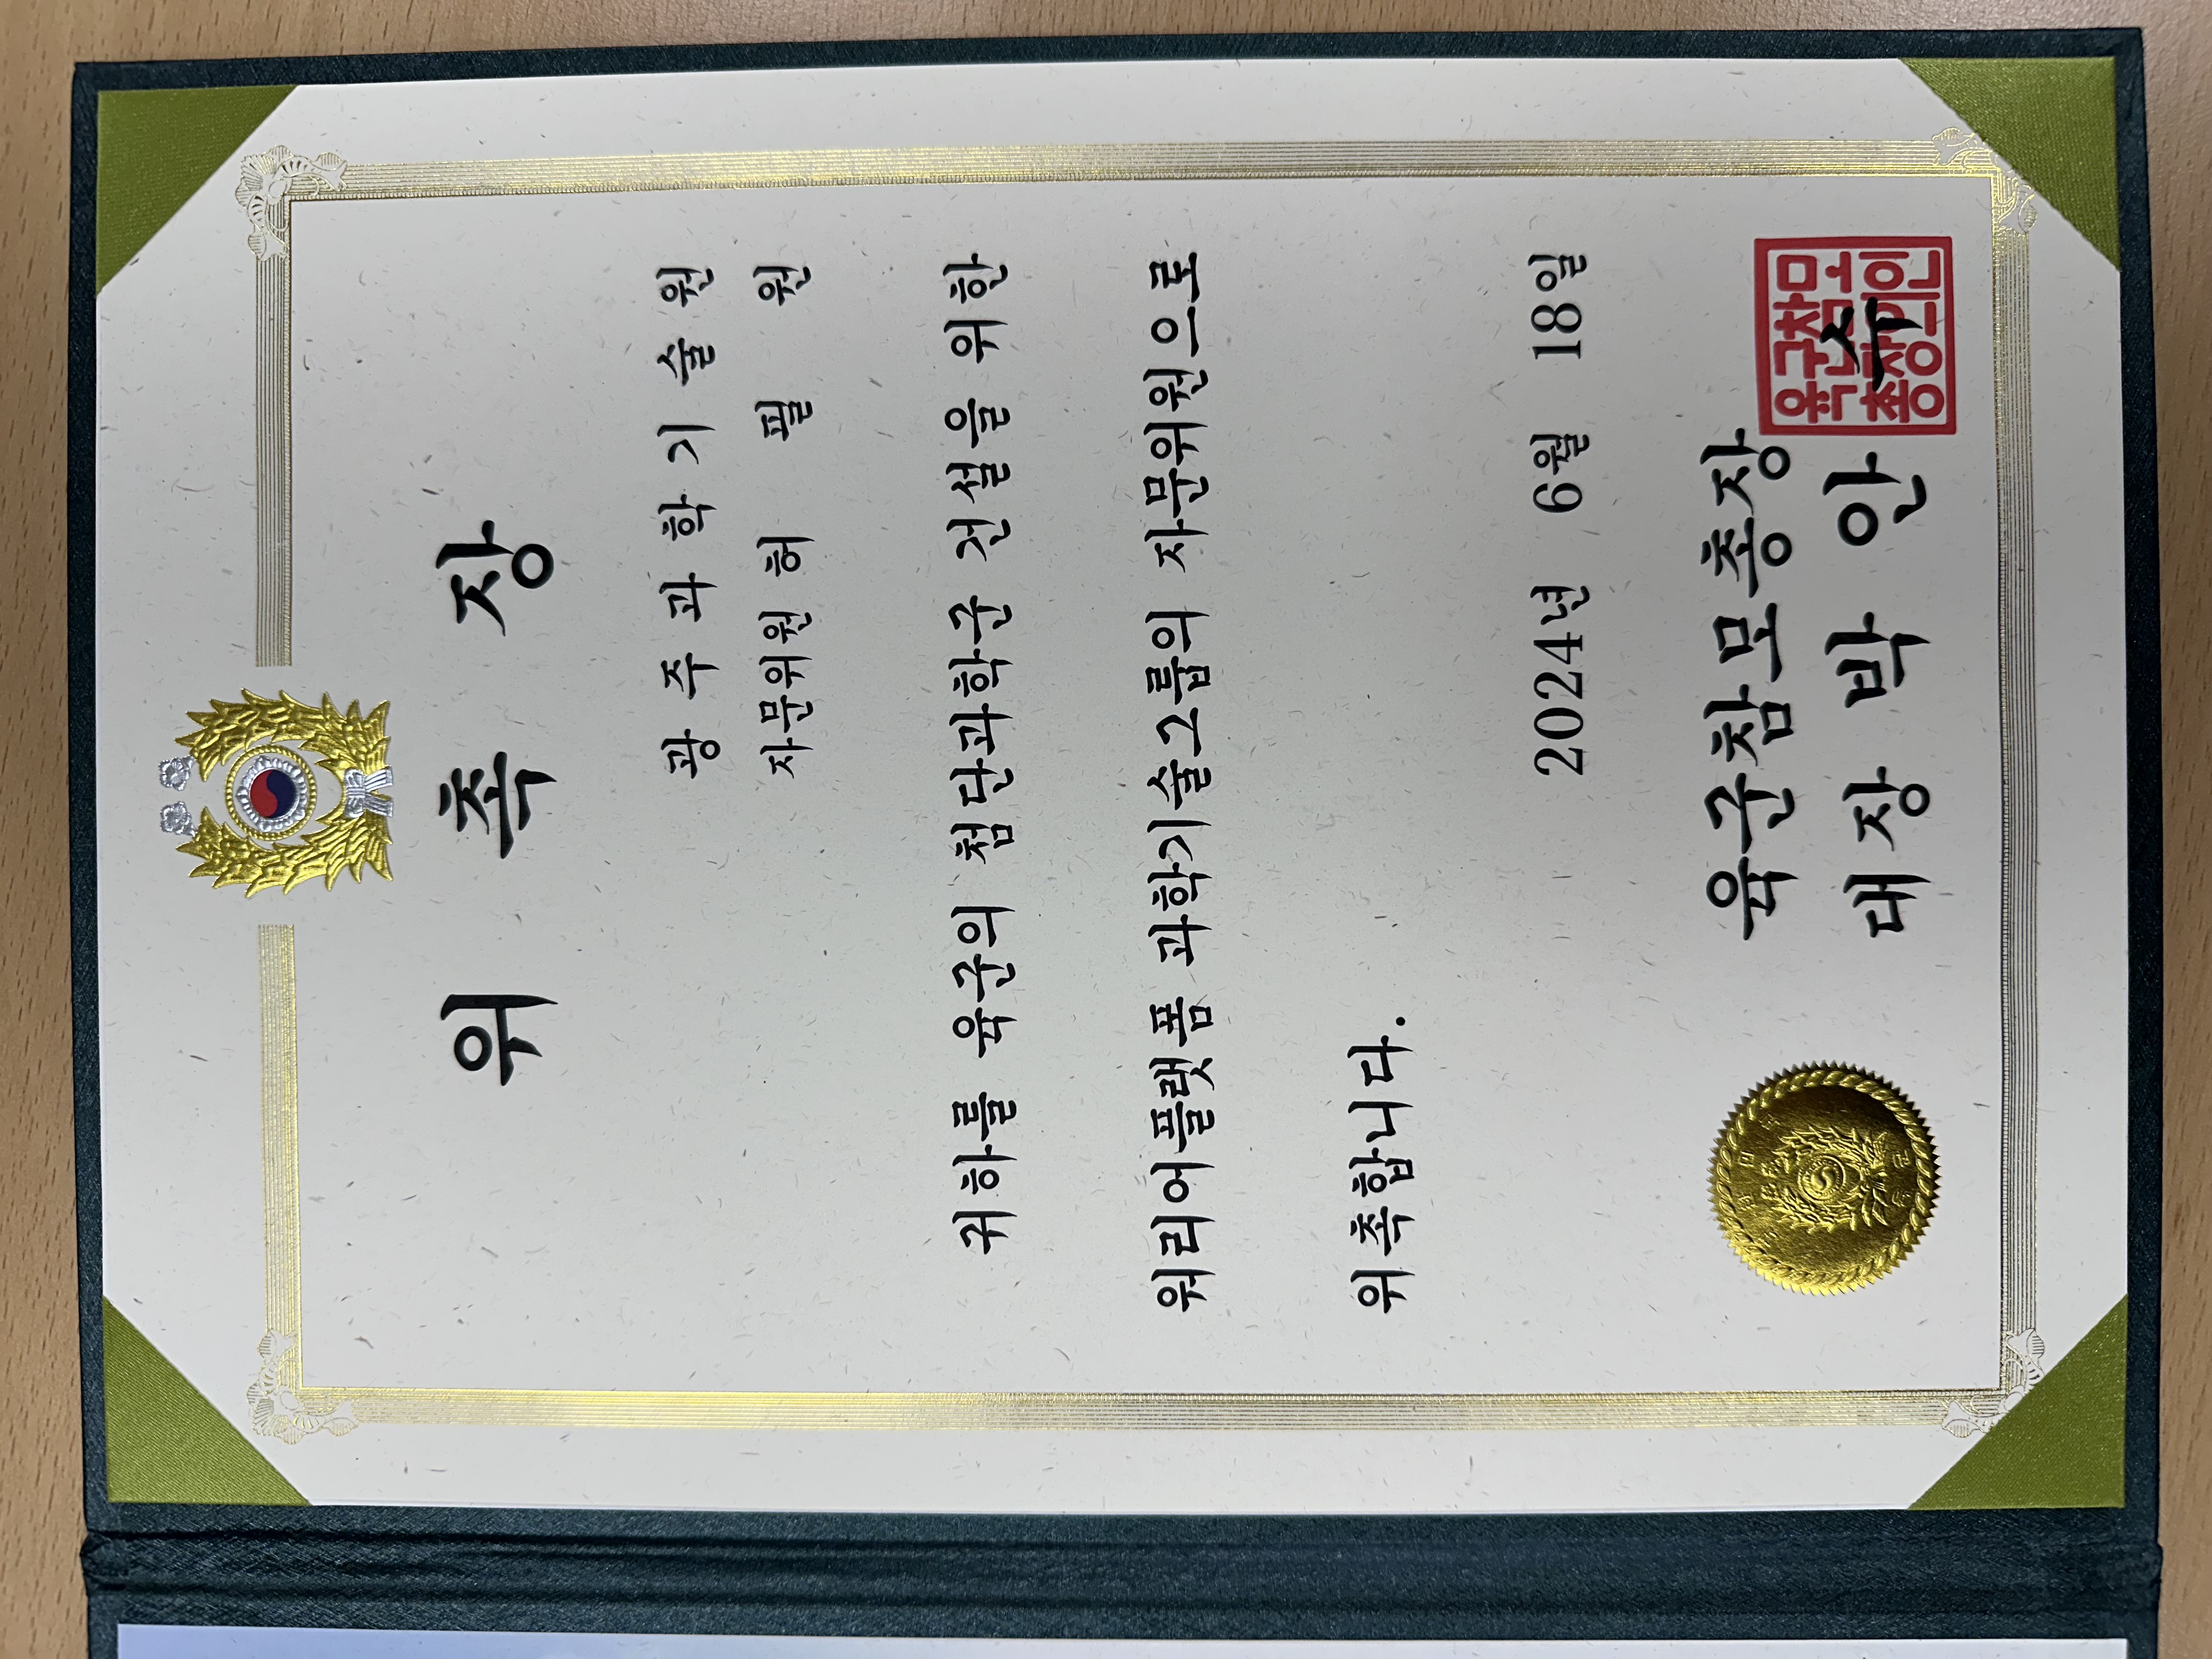 위 촉 장
광 주 과 학 기 술 원
자문위원 허 필 원
귀하를 육군의 첨단과학군 건설을 위한
워리어플랫폼 과학기술그룹의 자문위원으로
위촉합니다.
2024년 6월 18일
육군참모총장
대장 박 안 수
육군참모
총장의인